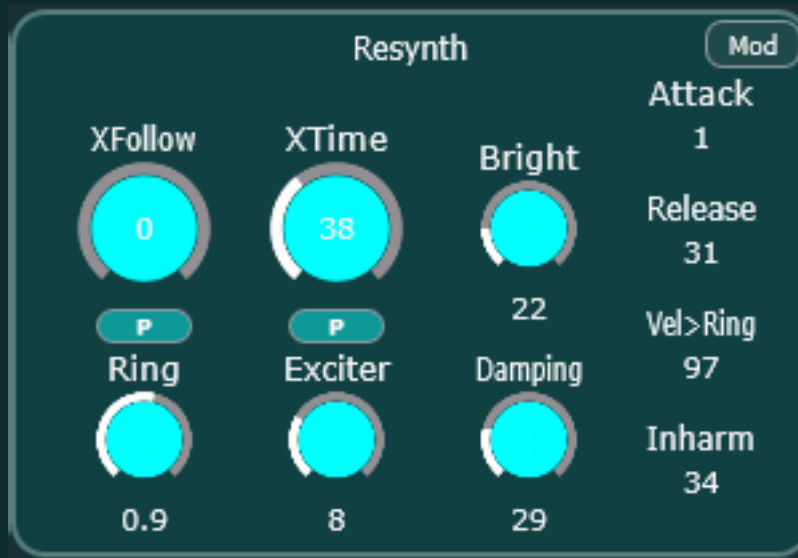 Resynth
Mod
XFollow
0
P
XTime
38
P
Bright
22
Ring
0.9
Exciter
8
Damping
29
Attack
1
Release
31
Vel>Ring
97
Inharm
34